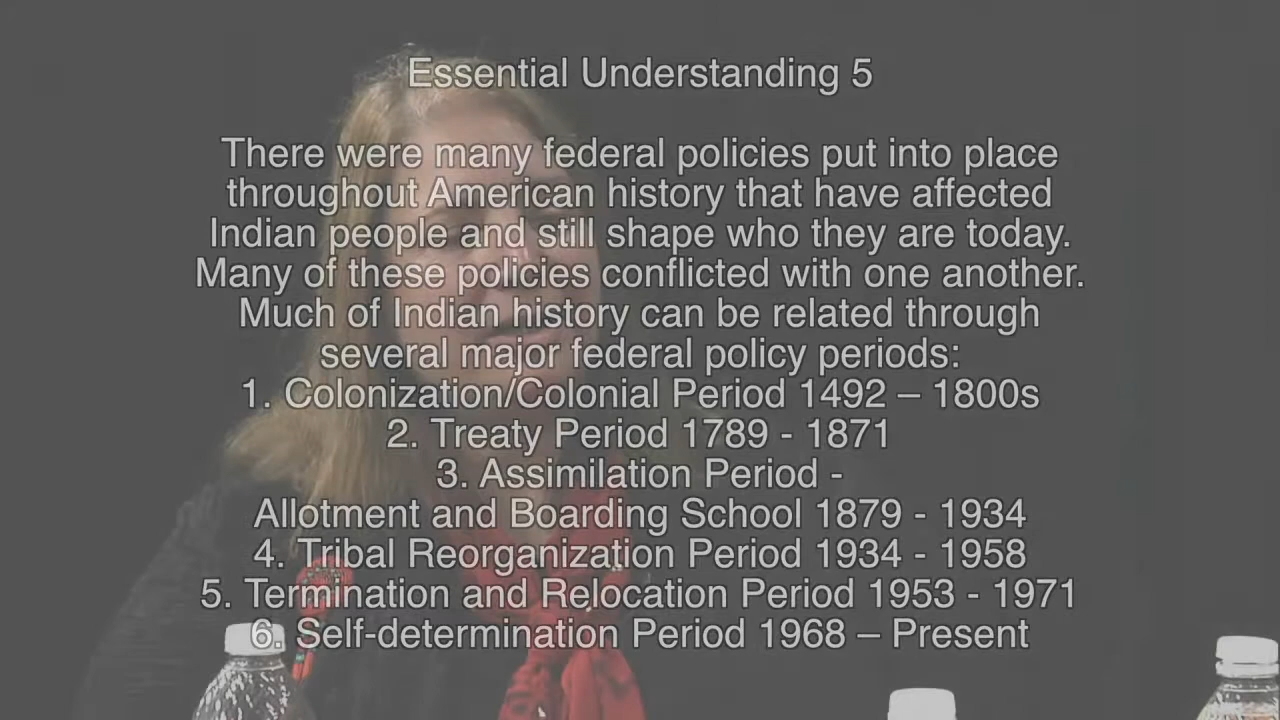 Essential Understanding 5
There were many federal policies put into place
throughout American history that have affected
Indian people and still shape who they are today.
Many of these policies conflicted with one another.
Much of Indian history can be related through
several major federal policy periods:
1. Colonization/Colonial Period 1492 – 1800s
2. Treaty Period 1789 - 1871
3. Assimilation Period -
Allotment and Boarding School 1879 - 1934
4. Tribal Reorganization Period 1934 - 1958
5. Termination and Relocation Period 1953 - 1971
6. Self-determination Period 1968 – Present